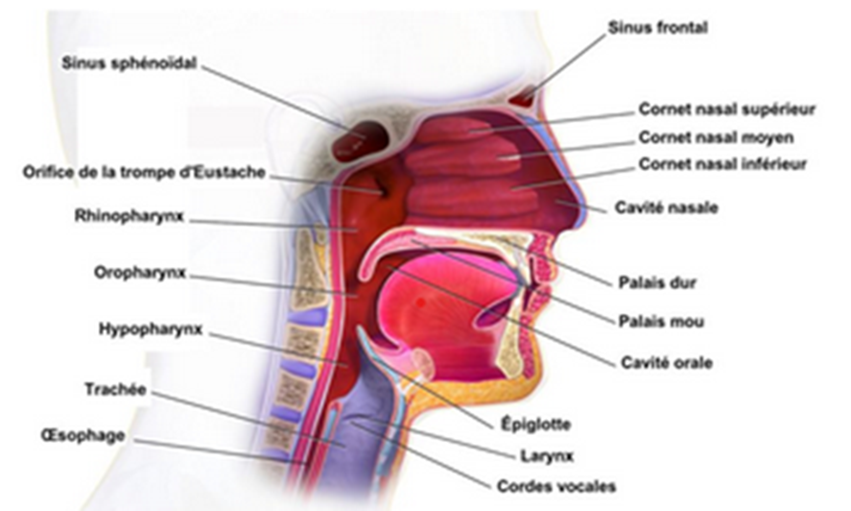 Sinus frontal
Sinus sphénoïdal
Cornet nasal supérieur
Cornet nasal moyen
Cornet nasal inférieur
Orifice de la trompe d'Eustache
Cavité nasale
Rhinopharynx
Oropharynx
Palais dur
Palais mou
Hypopharynx
Cavité orale
Trachée
Épiglotte
Œsophage
Larynx
Cordes vocales